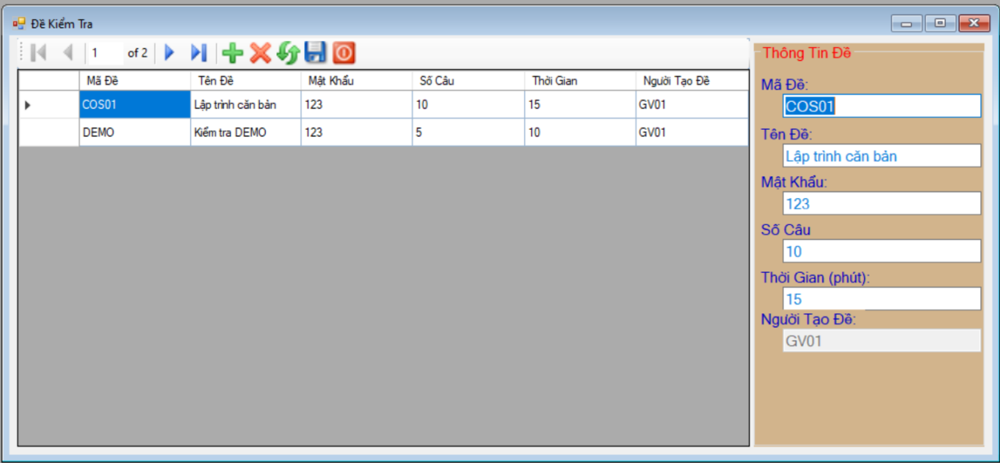 Đề Kiểm Tra
1 of 2
Mã Đề Tên Đề Mật Khẩu Số Câu Thời Gian Người Tạo Đề
COS01 Lập trình căn bản 123 10 15 GV01
DEMO Kiểm tra DEMO 123 5 10 GV01
Thông Tin Đề
Mã Đề:
COS01
Tên Đề:
Lập trình căn bản
Mật Khẩu:
123
Số Câu
10
Thời Gian (phút):
15
Người Tạo Đề:
GV01